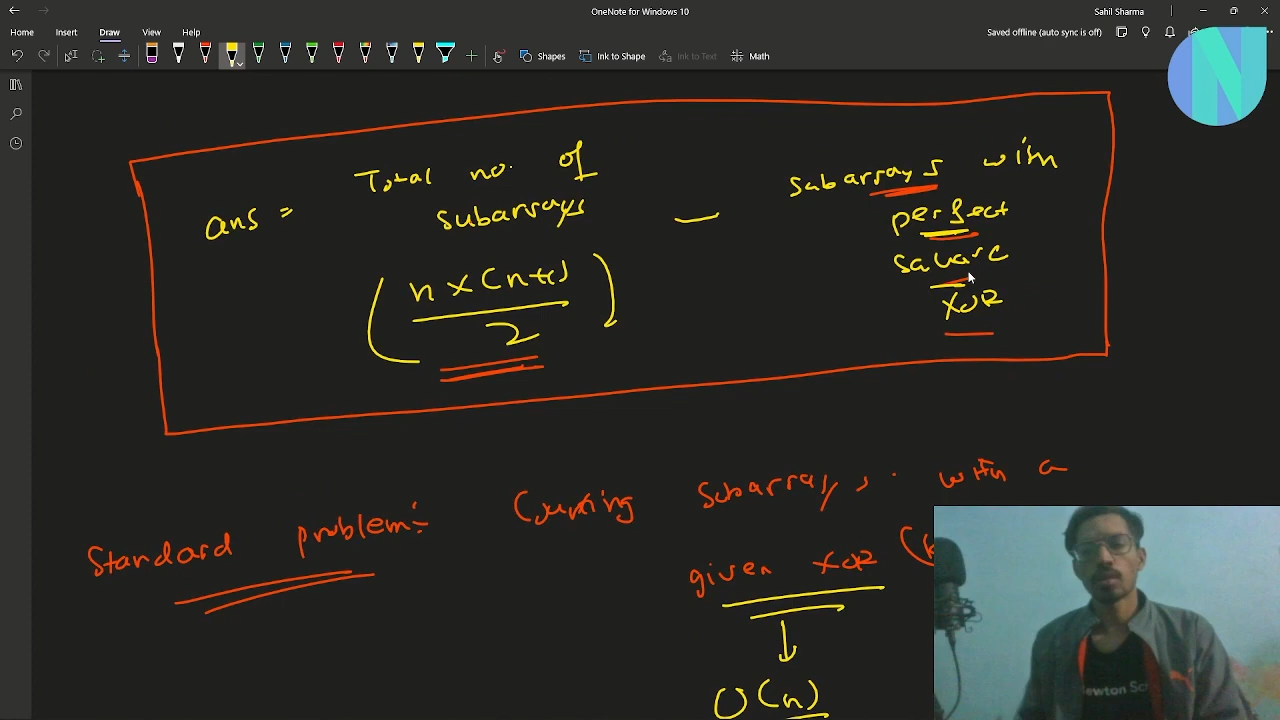 OneNote for Windows 10
Sahil Sharma
Home Insert Draw View Help
Saved offline (auto sync is off)
Shapes Ink to Shape Ink to Text Math
ans = Total no. of subarrays — subarrays with perfect square XOR
(n x (n+1) / 2)
Standard problem:- Counting Subarrays with a
given XOR (k
O(n)
Newton Sc